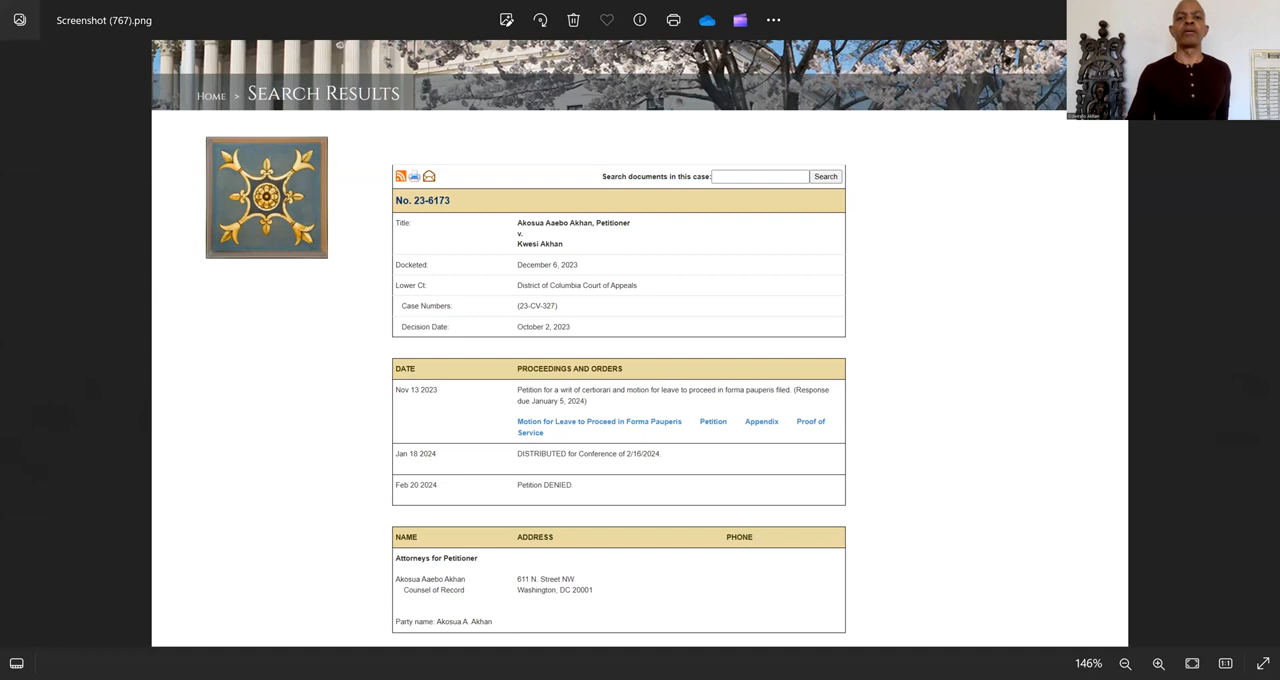 Screenshot (767).png
HOME > SEARCH RESULTS
Search documents in this case: Search
No. 23-6173
Title: Akosua Aaebo Akhan, Petitioner
v.
Kwesi Akhan
Docketed: December 6, 2023
Lower Ct: District of Columbia Court of Appeals
Case Numbers: (23-CV-327)
Decision Date: October 2, 2023
DATE PROCEEDINGS AND ORDERS
Nov 13 2023 Petition for a writ of certiorari and motion for leave to proceed in forma pauperis filed. (Response
due January 5, 2024)
Motion for Leave to Proceed in Forma Pauperis Petition Appendix Proof of
Service
Jan 18 2024 DISTRIBUTED for Conference of 2/16/2024.
Feb 20 2024 Petition DENIED.
NAME ADDRESS PHONE
Attorneys for Petitioner
Akosua Aaebo Akhan 611 N. Street NW
Counsel of Record Washington, DC 20001
Party name: Akosua A. Akhan
146%
1:1